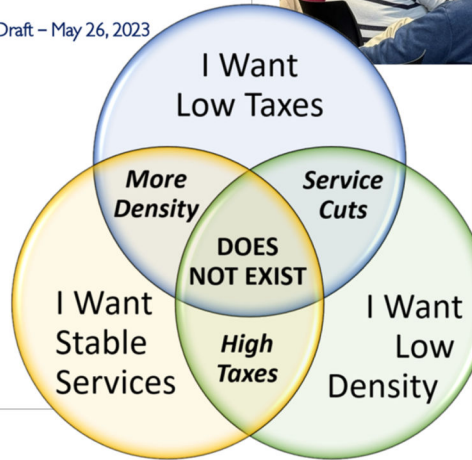 Draft – May 26, 2023
I Want
Low Taxes
More
Density
Service
Cuts
DOES
NOT EXIST
I Want
Stable
Services
High
Taxes
I Want
Low
Density